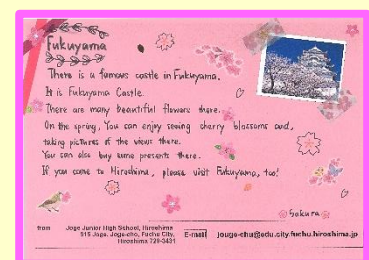 Fukuyama
There is a famous castle in Fukuyama.
It is Fukuyama Castle.
There are many beautiful flowers there.
On the spring, You can enjoy seeing cherry blossoms and,
taking pictures of the views there.
You can also buy some presents there.
If you come to Hiroshima, please visit Fukuyama, too!
Sakura
from Joge Junior High School, Hiroshima
915 Joge, Joge-cho, Fuchu City,
Hiroshima 729-3431
E-mail jouge-chu@edu.city.fuchu.hiroshima.jp